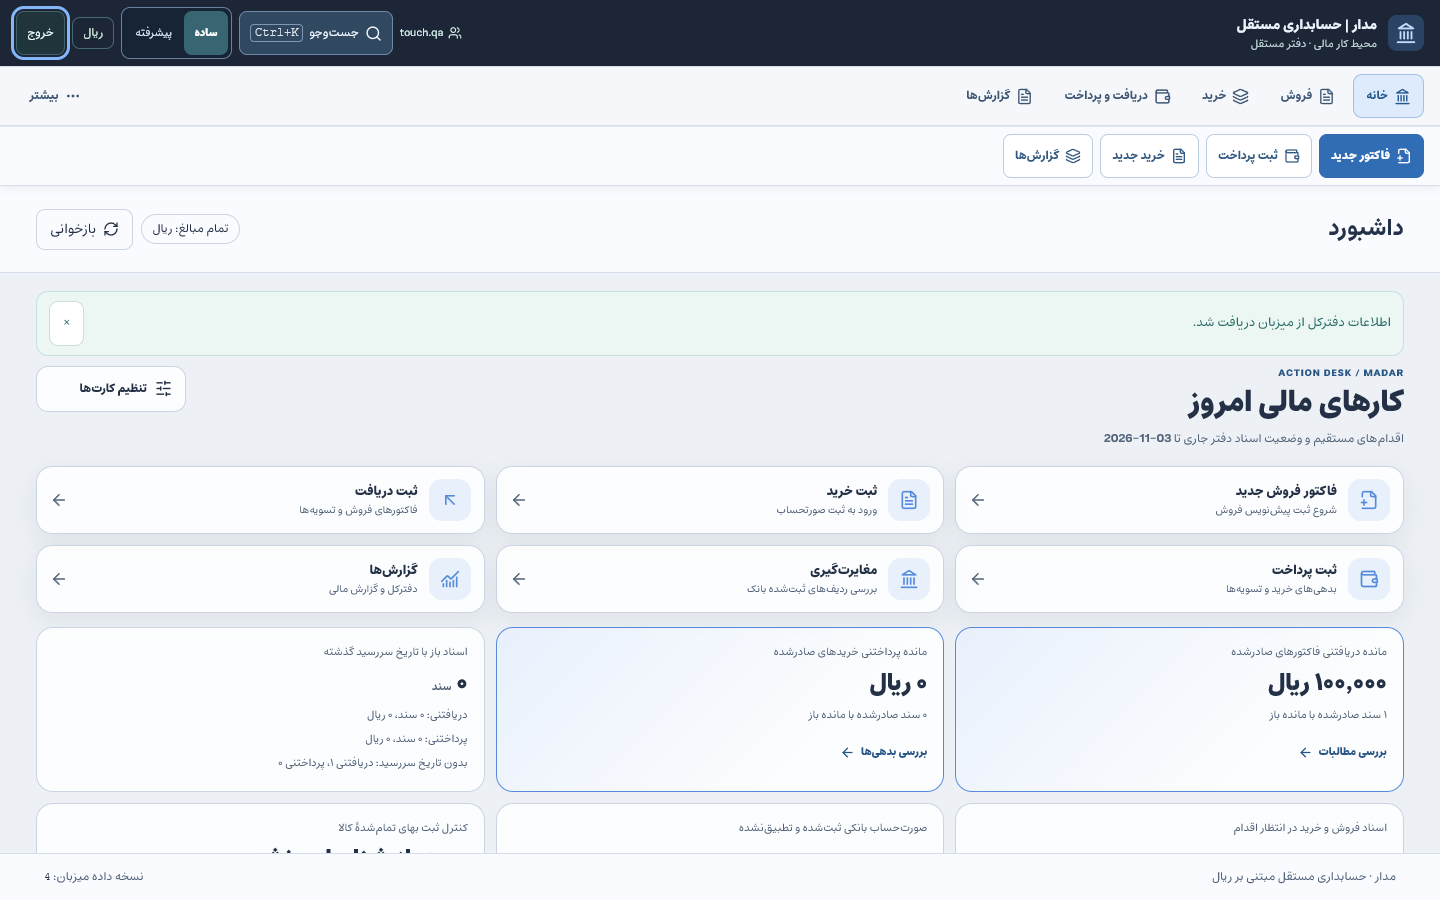 مدار | حسابداری مستقل
محیط کار مالی · دفتر مستقل
touch.qa
جست‌وجو Ctrl+K
ساده
پیشرفته
ریال
خروج
خانه
فروش
خرید
دریافت و پرداخت
گزارش‌ها
بیشتر
فاکتور جدید
ثبت پرداخت
خرید جدید
گزارش‌ها
داشبورد
تمام مبالغ: ریال
بازخوانی
اطلاعات دفترکل از میزبان دریافت شد.
×
ACTION DESK / MADAR
کارهای مالی امروز
اقدام‌های مستقیم و وضعیت اسناد دفتر جاری تا 2026-11-03
تنظیم کارت‌ها
فاکتور فروش جدید
شروع ثبت پیش‌نویس فروش
ثبت خرید
ورود به ثبت صورتحساب
ثبت دریافت
فاکتورهای فروش و تسویه‌ها
ثبت پرداخت
بدهی‌های خرید و تسویه‌ها
مغایرت‌گیری
بررسی ردیف‌های ثبت‌شده بانک
گزارش‌ها
دفترکل و گزارش مالی
مانده دریافتنی فاکتورهای صادرشده
۱۰۰,۰۰۰ ریال
۱ سند صادرشده با مانده باز
بررسی مطالبات
مانده پرداختنی خریدهای صادرشده
۰ ریال
۰ سند صادرشده با مانده باز
بررسی بدهی‌ها
اسناد باز با تاریخ سررسید گذشته
۰ سند
دریافتنی: ۰ سند، ۰ ریال
پرداختنی: ۰ سند، ۰ ریال
بدون تاریخ سررسید: دریافتنی ۱، پرداختنی ۰
اسناد فروش و خرید در انتظار اقدام
صورت‌حساب بانکی ثبت‌شده و تطبیق‌نشده
کنترل ثبت بهای تمام‌شدهٔ کالا
مدار · حسابداری مستقل مبتنی بر ریال
نسخه داده میزبان: 4